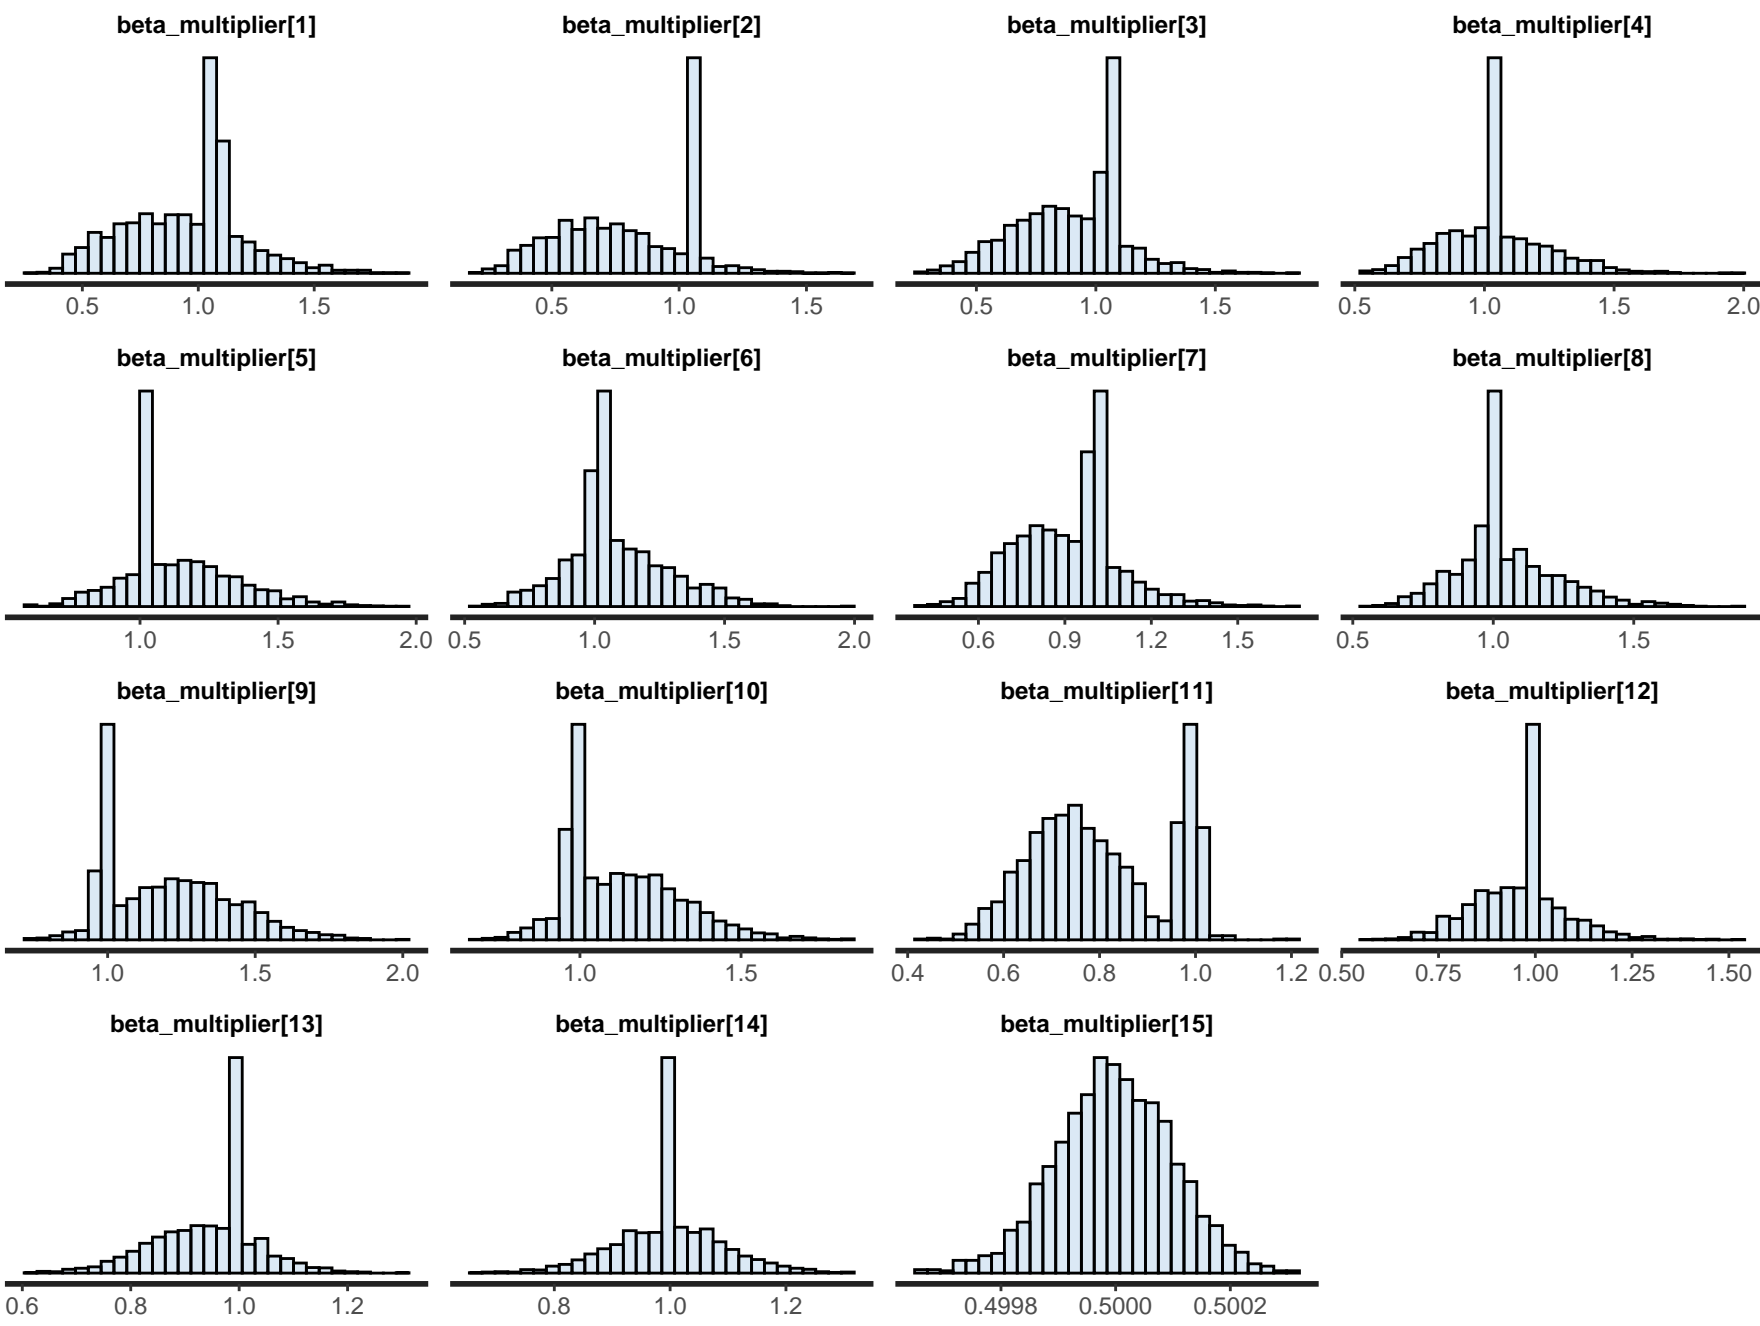 beta_multiplier[1] beta_multiplier[2] beta_multiplier[3] beta_multiplier[4]
0.5 1.0 1.5 0.5 1.0 1.5 0.5 1.0 1.5 0.5 1.0 1.5 2.0
beta_multiplier[5] beta_multiplier[6] beta_multiplier[7] beta_multiplier[8]
1.0 1.5 2.0 0.5 1.0 1.5 2.0 0.6 0.9 1.2 1.5 0.5 1.0 1.5
beta_multiplier[9] beta_multiplier[10] beta_multiplier[11] beta_multiplier[12]
1.0 1.5 2.0 1.0 1.5 0.4 0.6 0.8 1.0 1.2 0.50 0.75 1.00 1.25 1.50
beta_multiplier[13] beta_multiplier[14] beta_multiplier[15]
0.6 0.8 1.0 1.2 0.8 1.0 1.2 0.4998 0.5000 0.5002